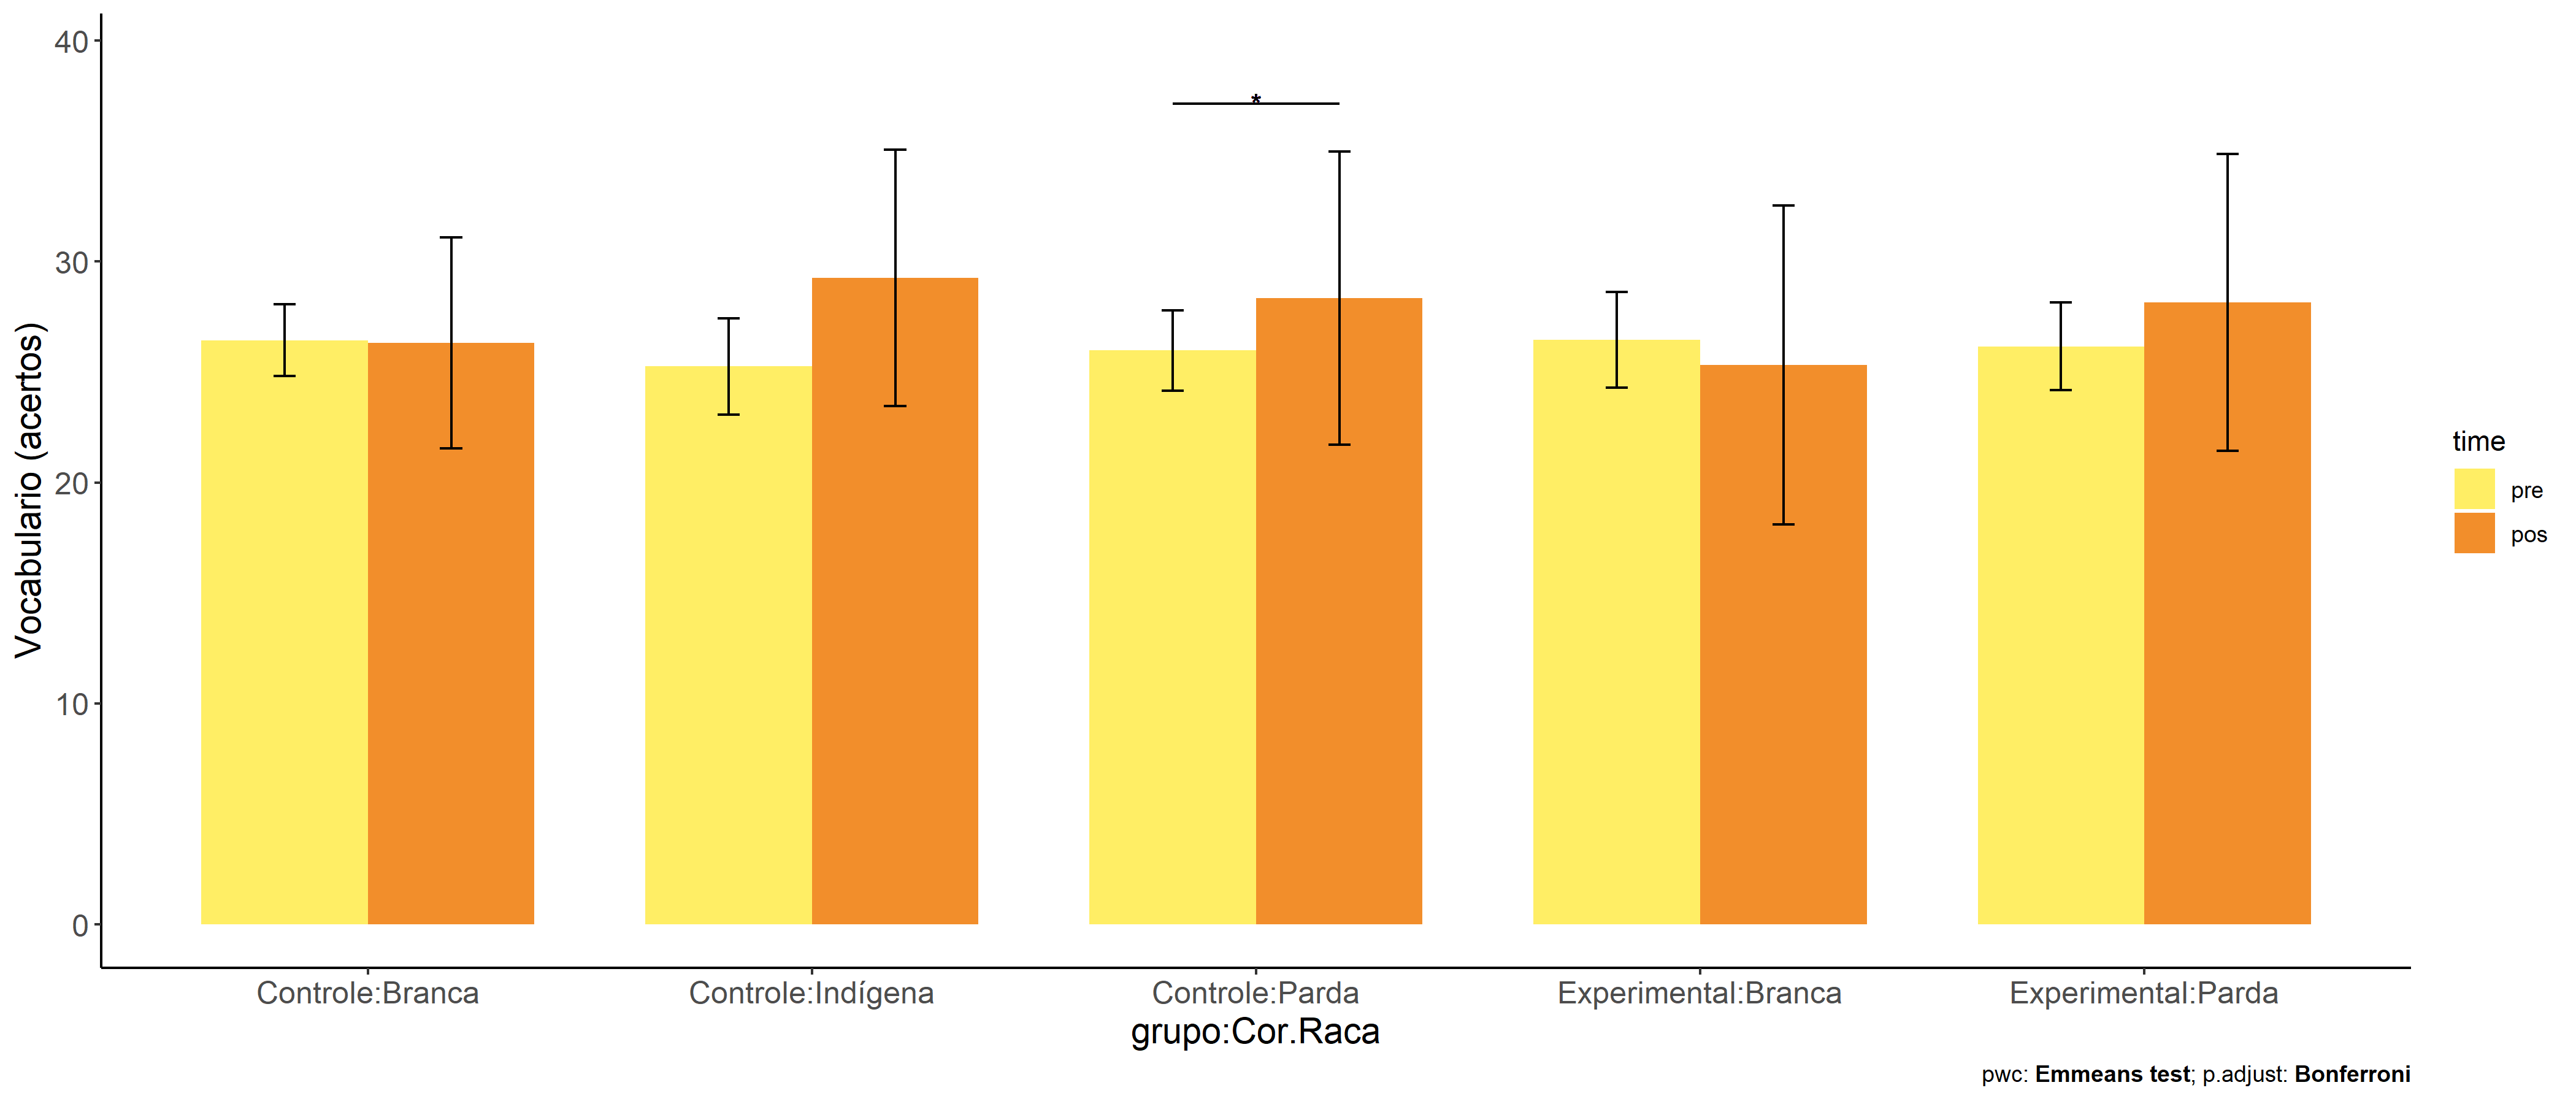 40
30
20
10
0
Vocabulario (acertos)
*
Controle:Branca
Controle:Indígena
Controle:Parda
Experimental:Branca
Experimental:Parda
grupo:Cor.Raca
time
pre
pos
pwc: Emmeans test; p.adjust: Bonferroni